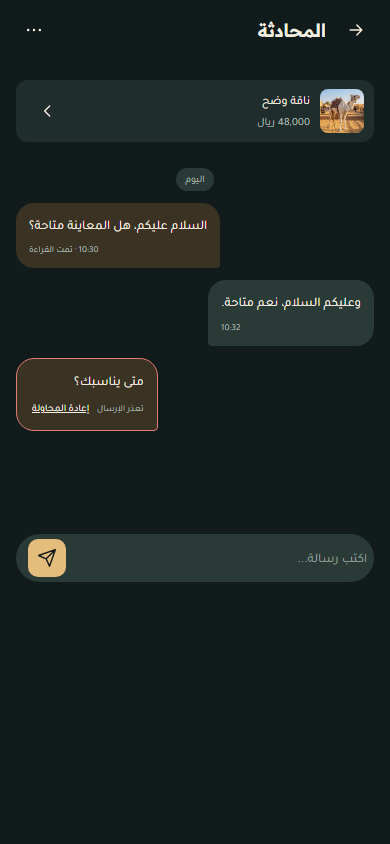 المحادثة
ناقة وضح
48,000 ريال
اليوم
السلام عليكم، هل المعاينة متاحة؟
10:30 · تمت القراءة
وعليكم السلام، نعم متاحة.
10:32
متى يناسبك؟
تعذر الإرسال إعادة المحاولة
اكتب رسالة...